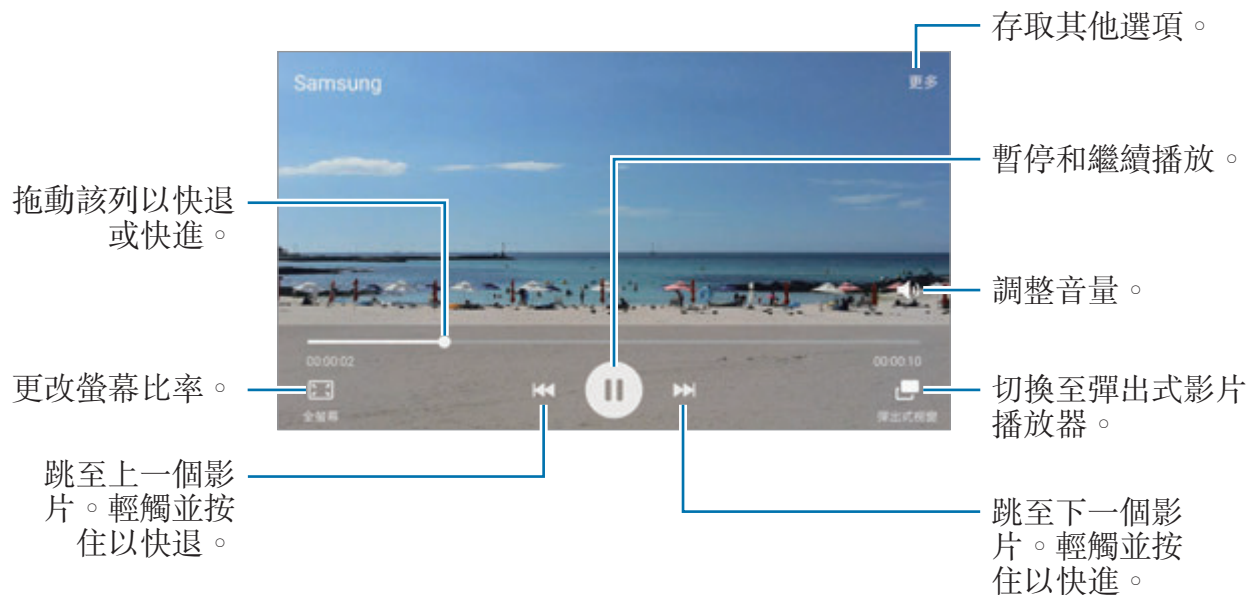 存取其他選項。
Samsung
更多
暫停和繼續播放。
拖動該列以快退
或快進。
調整音量。
00:00:02
00:00:10
更改螢幕比率。
全螢幕
彈出式視窗
切換至彈出式影片
播放器。
跳至上一個影
片。輕觸並按
住以快退。
跳至下一個影
片。輕觸並按
住以快進。